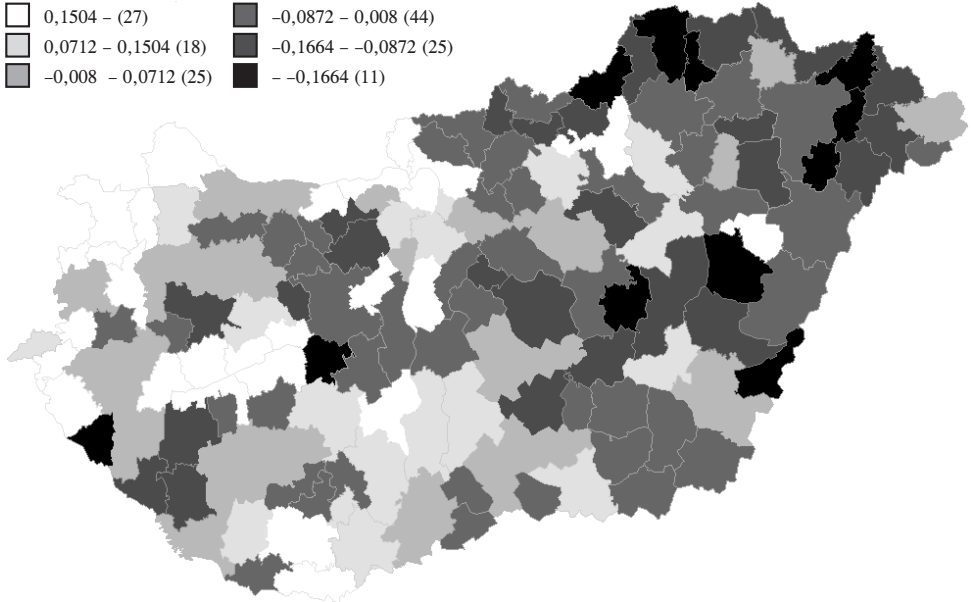 0,1504 – (27)
0,0712 – 0,1504 (18)
–0,008 – 0,0712 (25)
–0,0872 – 0,008 (44)
–0,1664 – –0,0872 (25)
– –0,1664 (11)